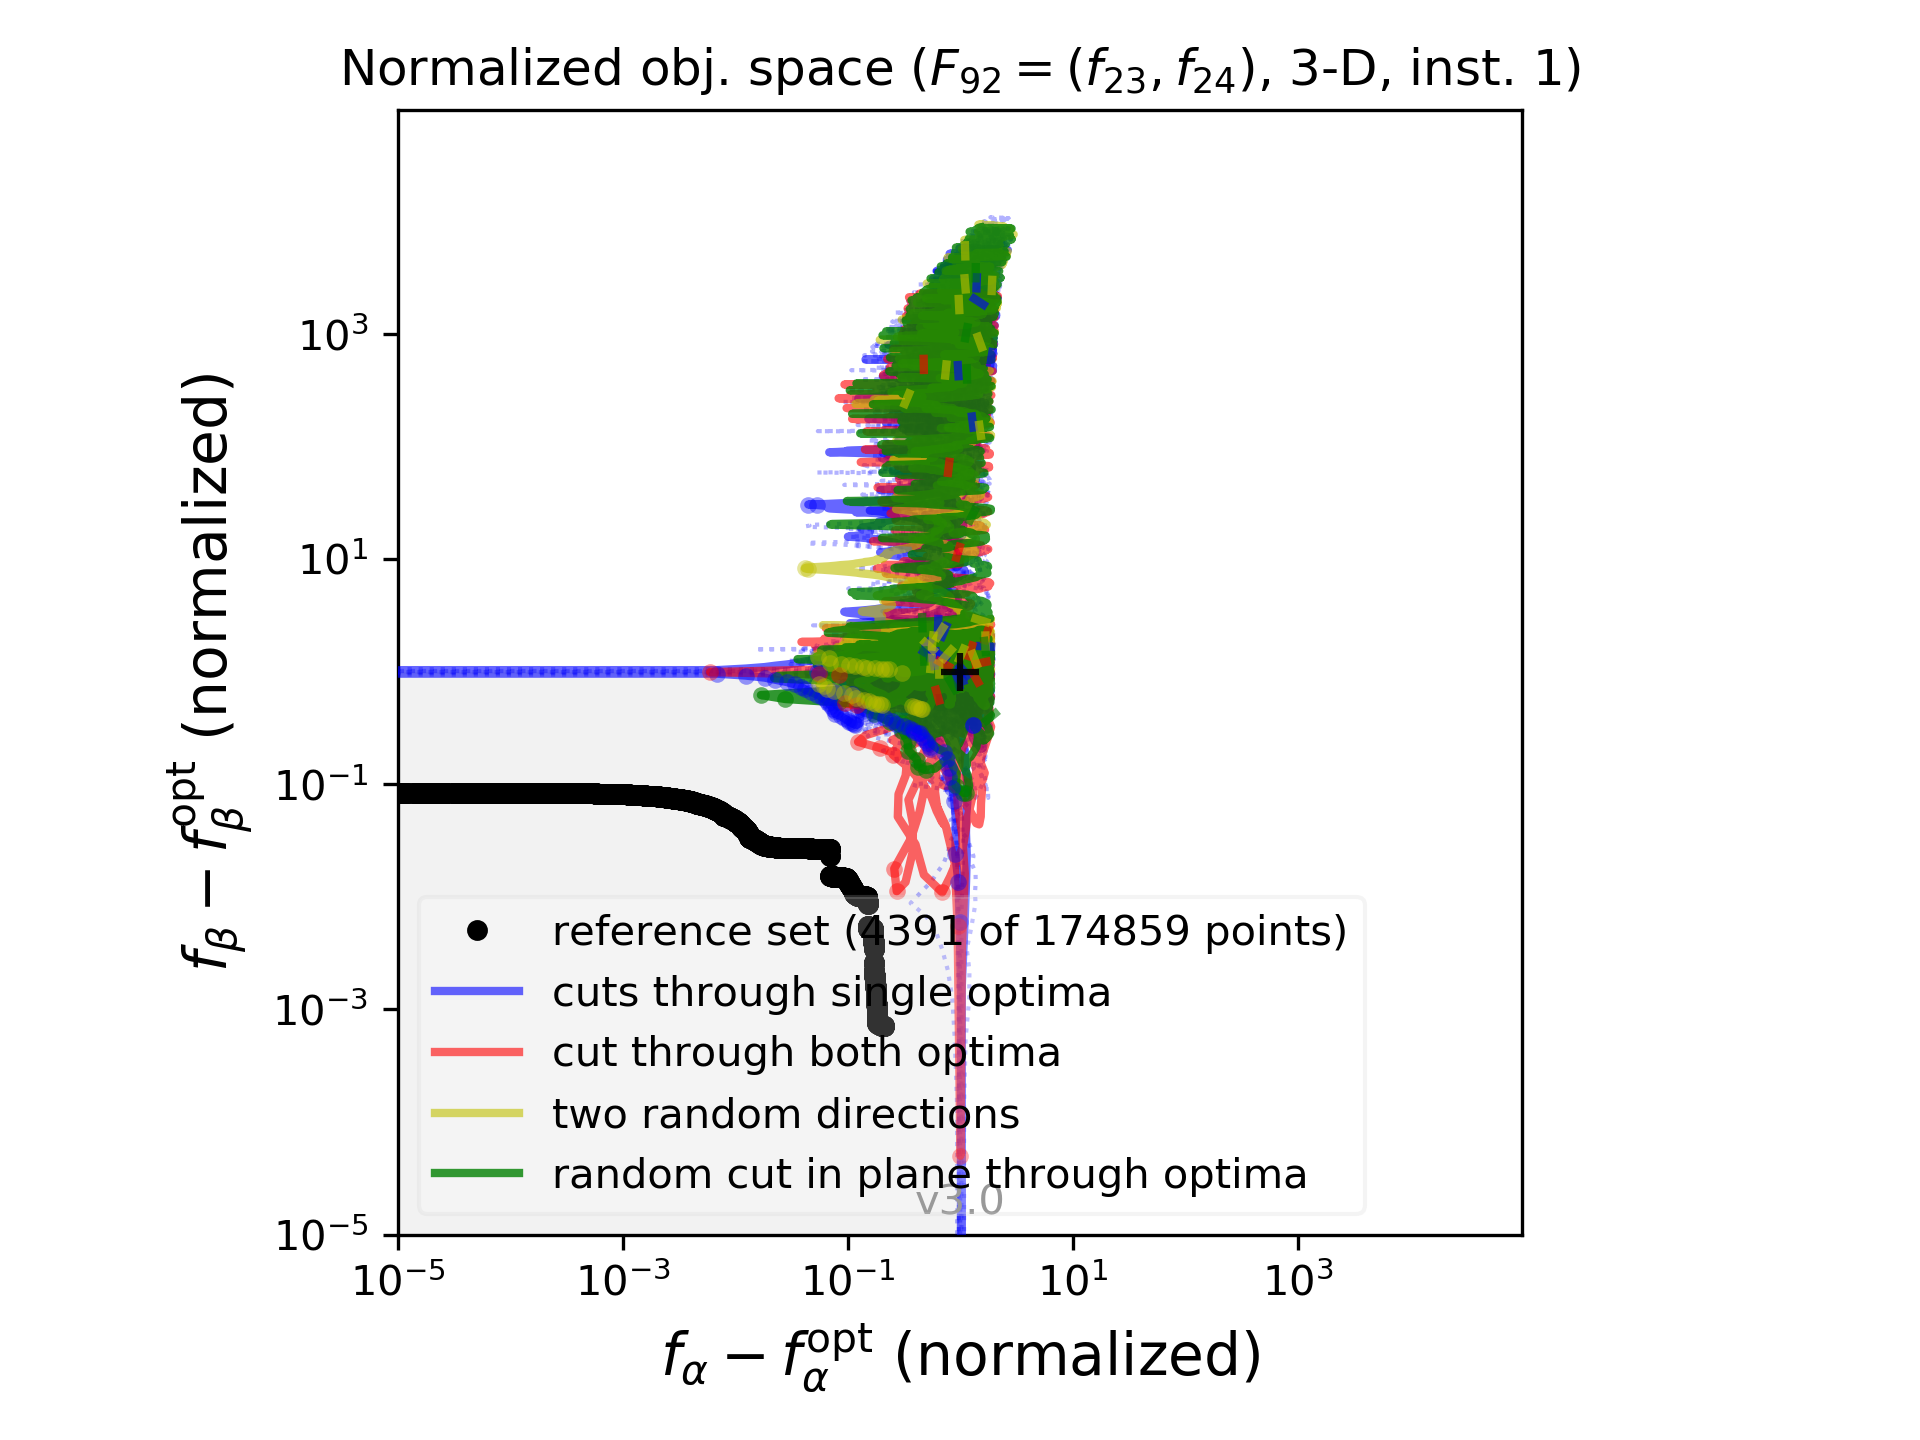 Normalized obj. space (F₉₂ = (f₂₃, f₂₄), 3-D, inst. 1)
f_β − f_β^opt (normalized)
10³
10¹
10⁻¹
10⁻³
10⁻⁵
reference set (4391 of 174859 points)
cuts through single optima
cut through both optima
two random directions
random cut in plane through optima
v3.0
10⁻⁵ 10⁻³ 10⁻¹ 10¹ 10³
f_α − f_α^opt (normalized)